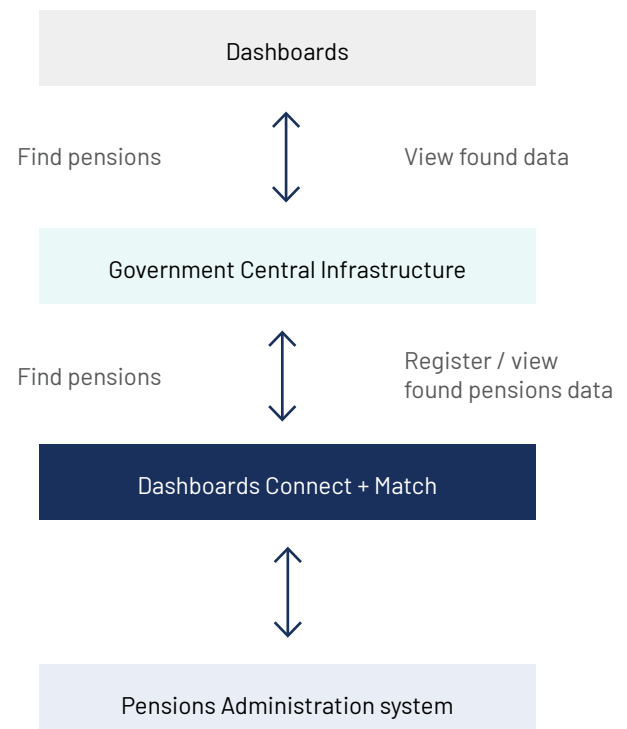 Dashboards
Find pensions
View found data
Government Central Infrastructure
Find pensions
Register / view
found pensions data
Dashboards Connect + Match
Pensions Administration system